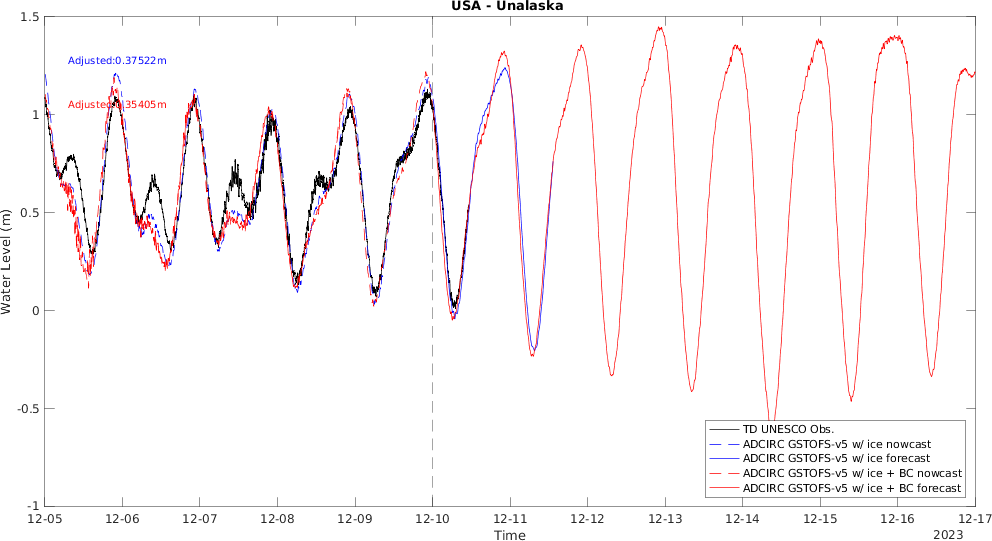 USA - Unalaska
1.5
1
0.5
0
-0.5
-1
Water Level (m)
Adjusted:0.37522m
Adjusted:0.35405m
TD UNESCO Obs.
ADCIRC GSTOFS-v5 w/ ice nowcast
ADCIRC GSTOFS-v5 w/ ice forecast
ADCIRC GSTOFS-v5 w/ ice + BC nowcast
ADCIRC GSTOFS-v5 w/ ice + BC forecast
12-05 12-06 12-07 12-08 12-09 12-10 12-11 12-12 12-13 12-14 12-15 12-16 12-17
Time
2023